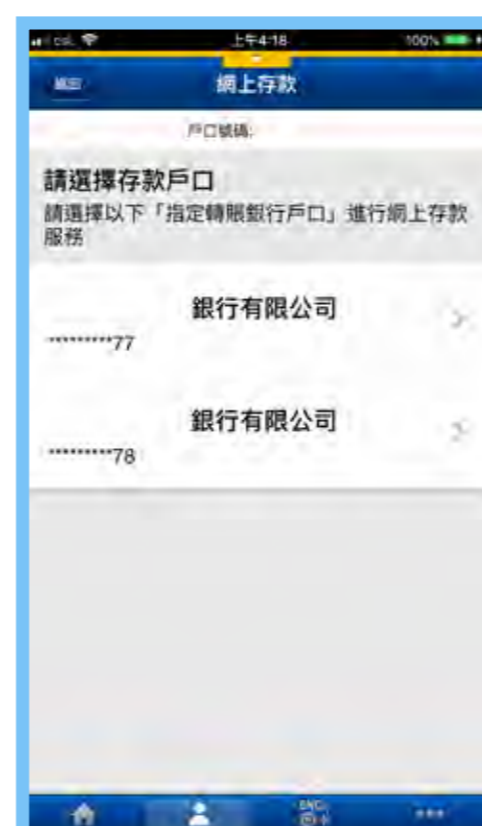 csl.
上午4:18
100%
返回
網上存款
戶口號碼:
請選擇存款戶口
請選擇以下「指定轉賬銀行戶口」進行網上存款
服務
銀行有限公司
*********77
銀行有限公司
*********78
ENG